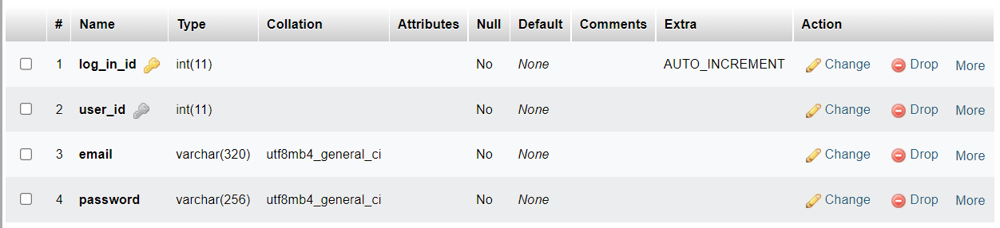 # Name Type Collation Attributes Null Default Comments Extra Action
1 log_in_id int(11) No None AUTO_INCREMENT Change Drop More
2 user_id int(11) No None Change Drop More
3 email varchar(320) utf8mb4_general_ci No None Change Drop More
4 password varchar(256) utf8mb4_general_ci No None Change Drop More